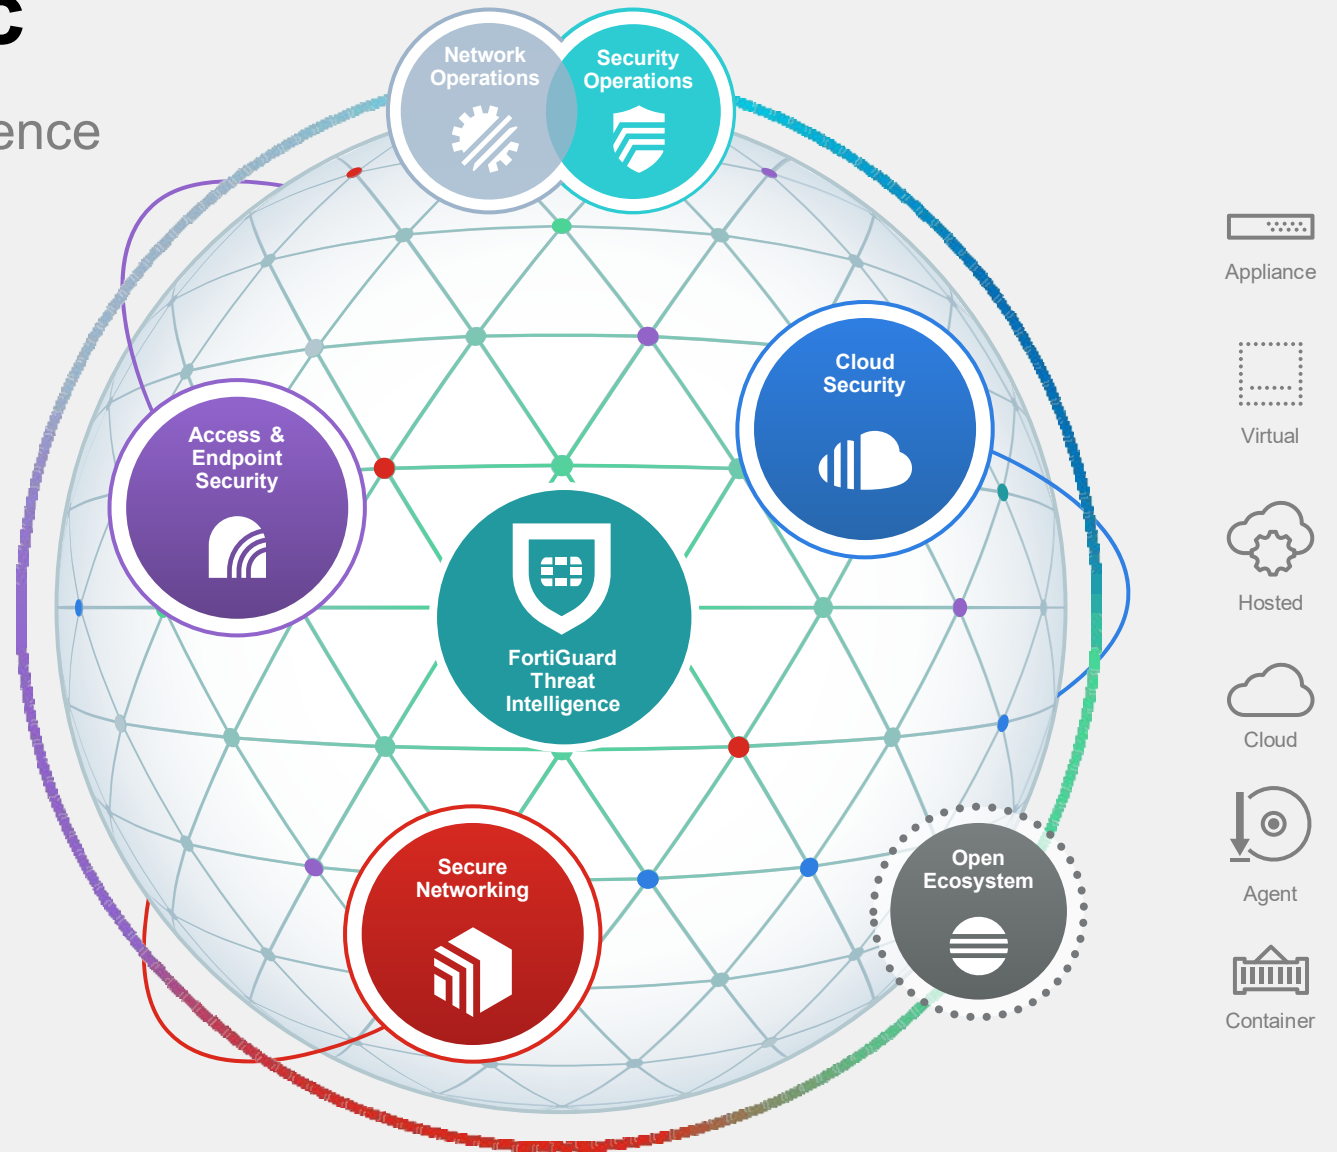 c
ence
Network
Operations
Security
Operations
Cloud
Security
Access &
Endpoint
Security
FortiGuard
Threat
Intelligence
Secure
Networking
Open
Ecosystem
Appliance
Virtual
Hosted
Cloud
Agent
Container